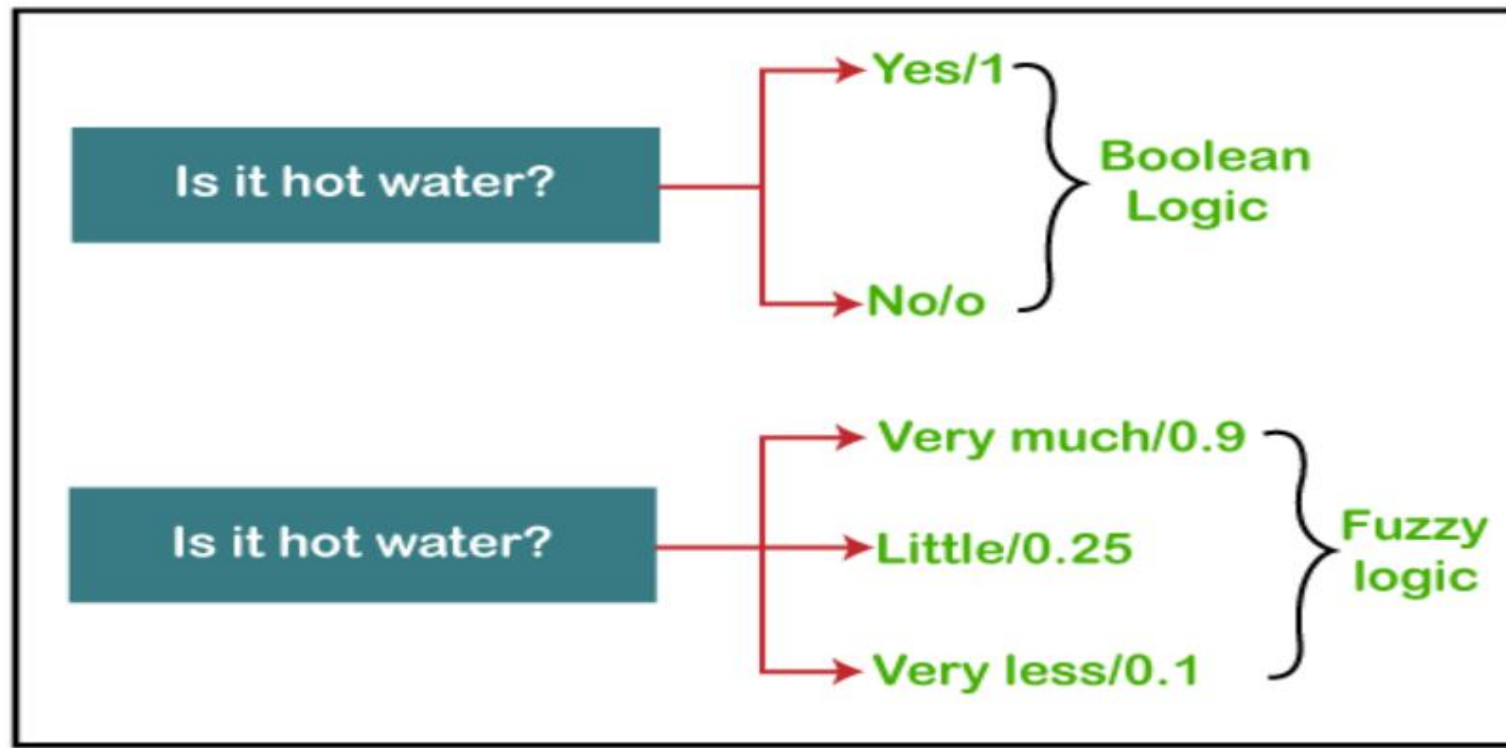 Is it hot water?
Yes/1
No/o
Boolean
Logic
Is it hot water?
Very much/0.9
Little/0.25
Very less/0.1
Fuzzy
logic